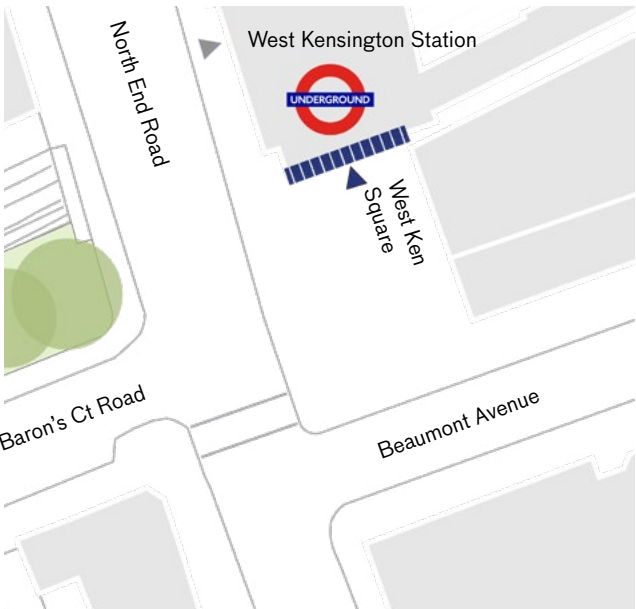 North End Road
West Kensington Station
UNDERGROUND
West Ken
Square
Baron's Ct Road
Beaumont Avenue